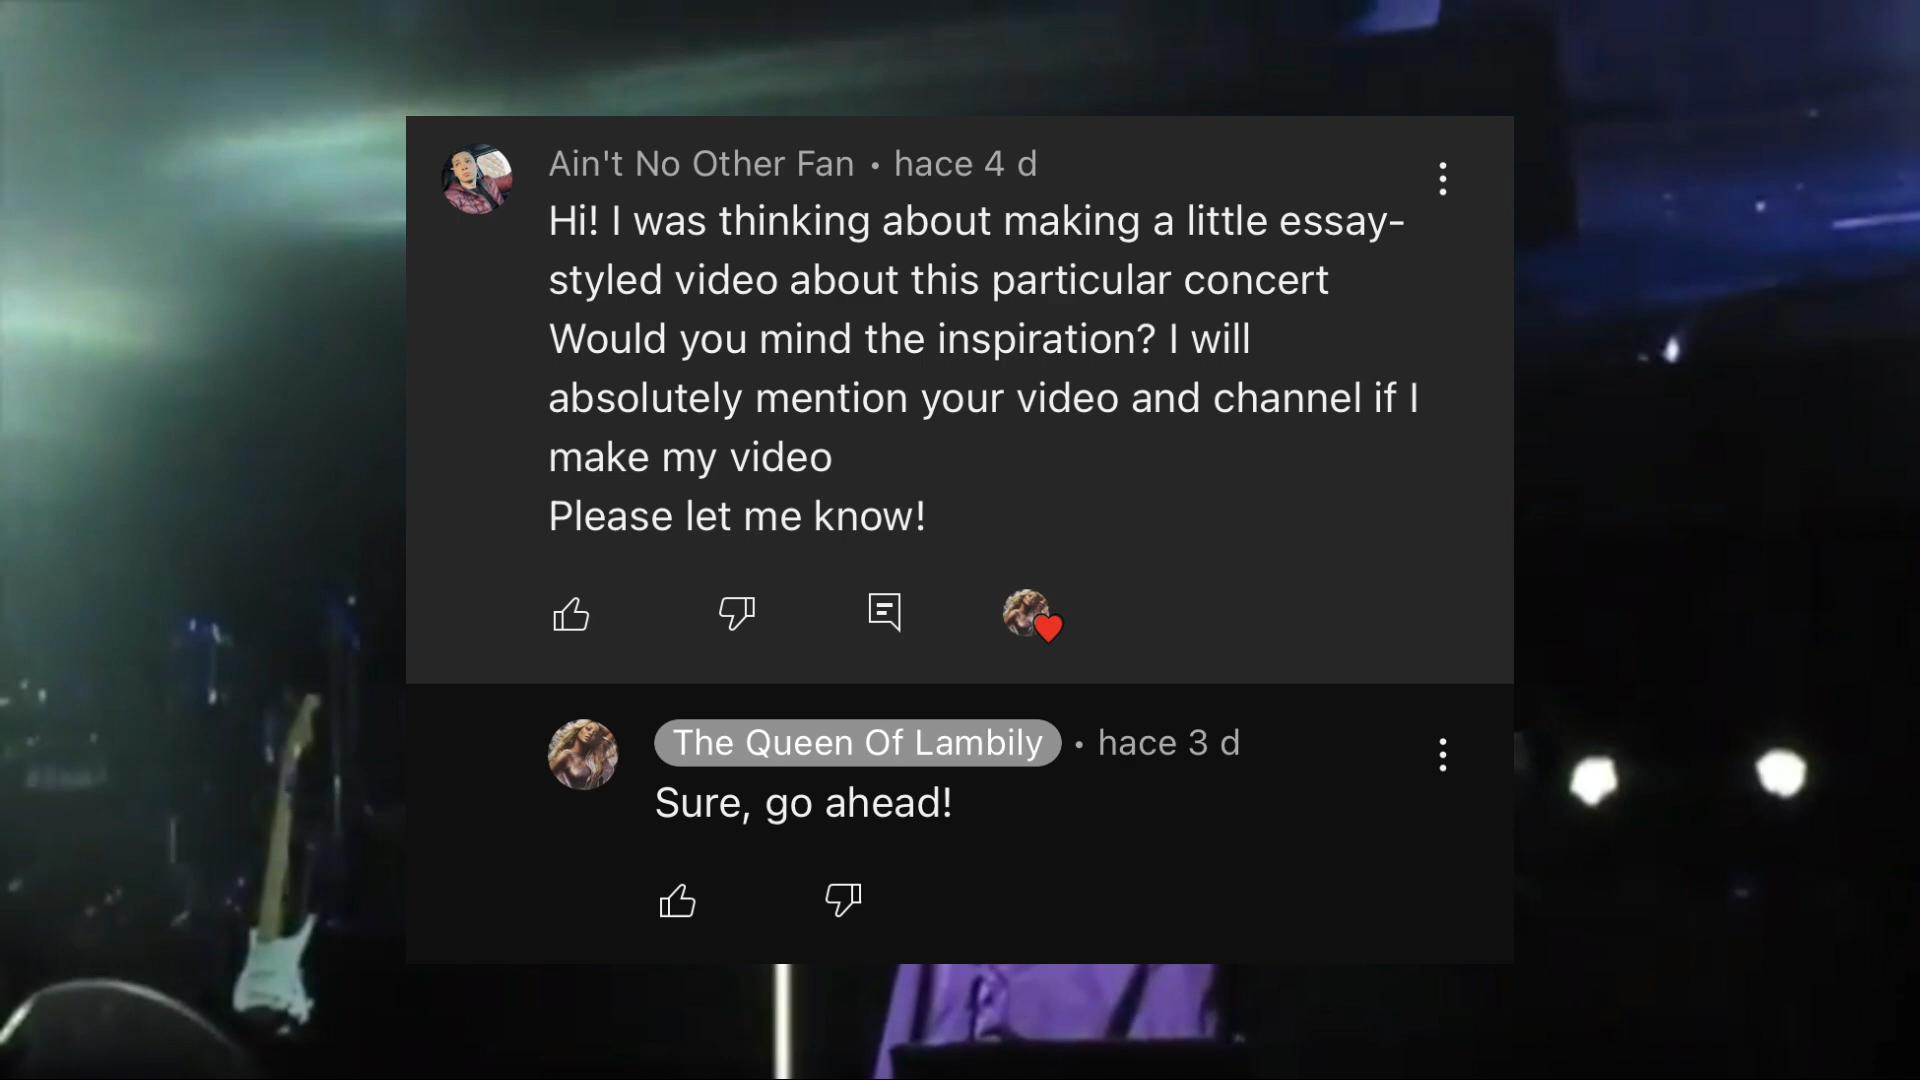 Ain't No Other Fan • hace 4 d
Hi! I was thinking about making a little essay-
styled video about this particular concert
Would you mind the inspiration? I will
absolutely mention your video and channel if I
make my video
Please let me know!
The Queen Of Lambily • hace 3 d
Sure, go ahead!